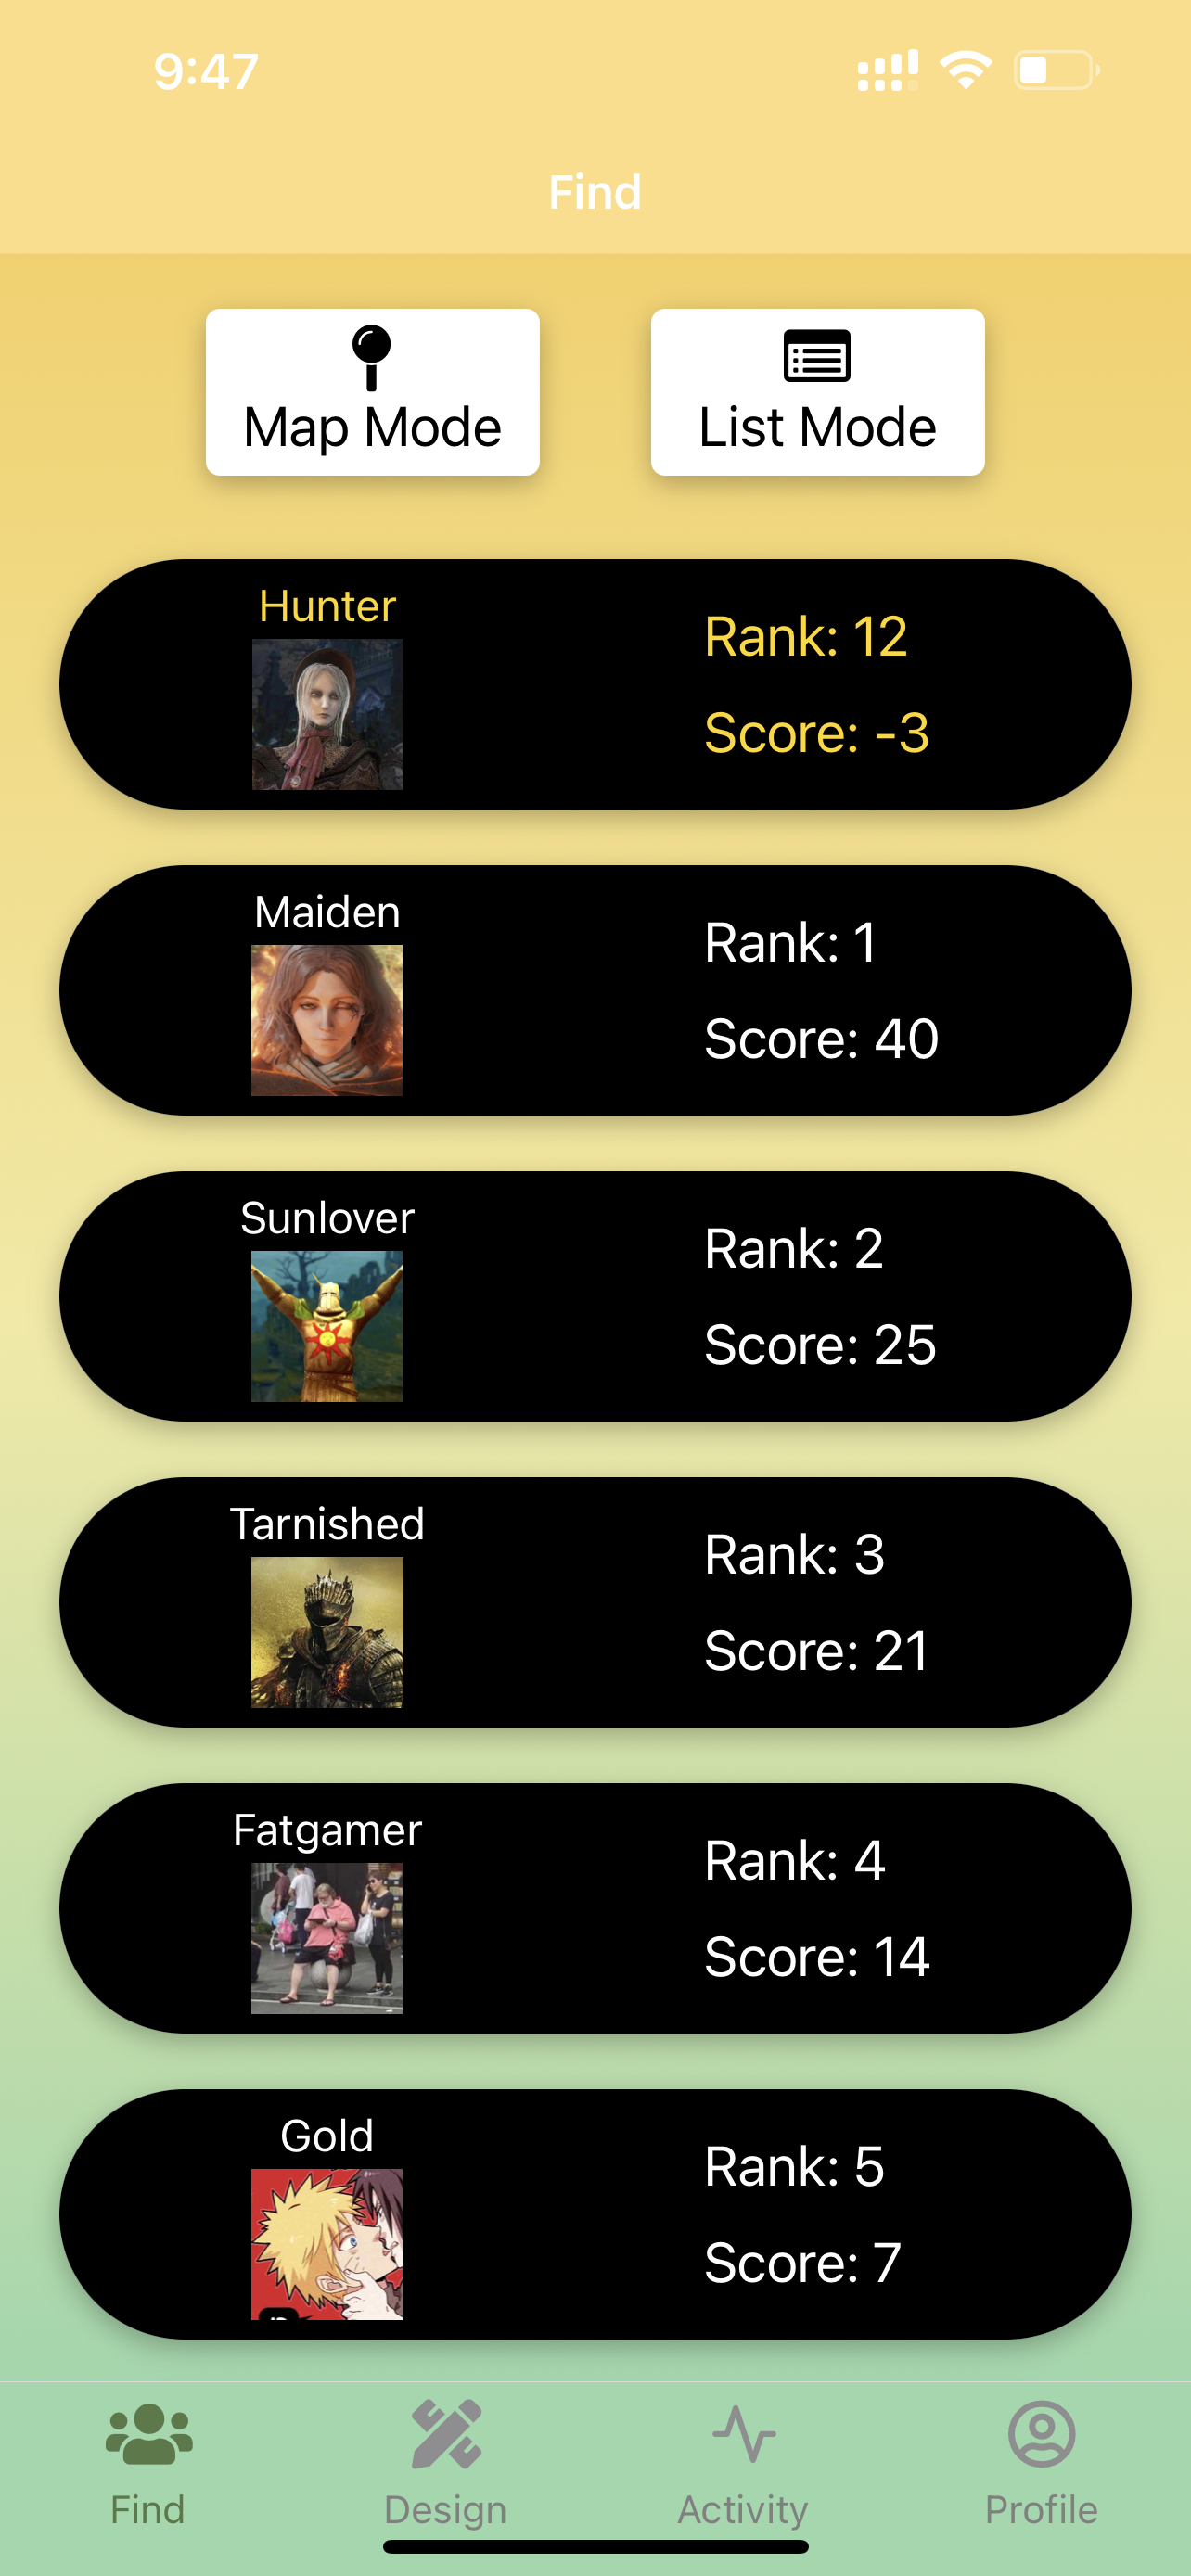 9:47
Find
Map Mode
List Mode
Hunter
Rank: 12
Score: -3
Maiden
Rank: 1
Score: 40
Sunlover
Rank: 2
Score: 25
Tarnished
Rank: 3
Score: 21
Fatgamer
Rank: 4
Score: 14
Gold
Rank: 5
Score: 7
Find
Design
Activity
Profile